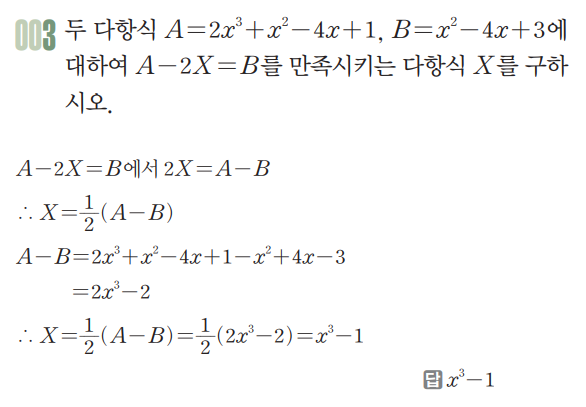 003 두 다항식 A=2x³+x²-4x+1, B=x²-4x+3에
대하여 A-2X=B를 만족시키는 다항식 X를 구하
시오.
A-2X=B에서 2X=A-B
∴ X=1/2(A-B)
A-B=2x³+x²-4x+1-x²+4x-3
=2x³-2
∴ X=1/2(A-B)=1/2(2x³-2)=x³-1
답 x³-1